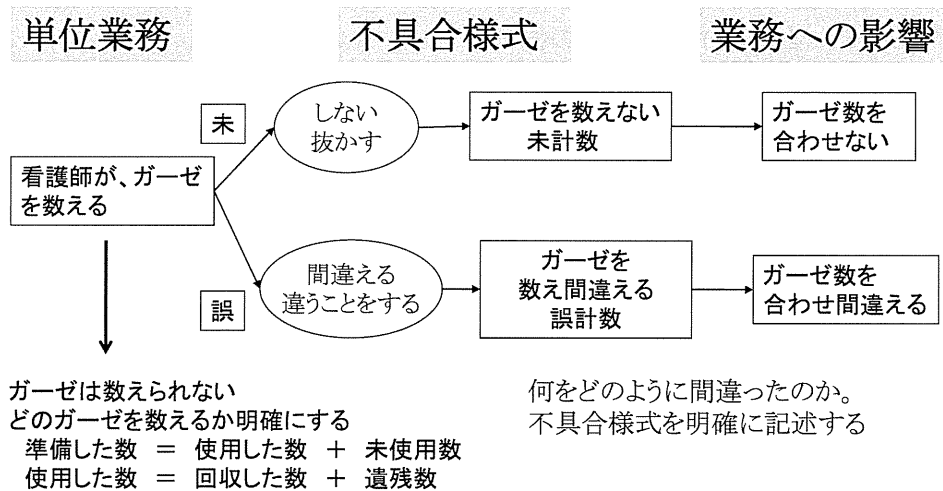 単位業務
不具合様式
業務への影響
未
しない
抜かす
ガーゼを数えない
未計数
ガーゼ数を
合わせない
看護師が、ガーゼ
を数える
誤
間違える
違うことをする
ガーゼを
数え間違える
誤計数
ガーゼ数を
合わせ間違える
ガーゼは数えられない
どのガーゼを数えるか明確にする
準備した数 ＝ 使用した数 ＋ 未使用数
使用した数 ＝ 回収した数 ＋ 遺残数
何をどのように間違ったのか。
不具合様式を明確に記述する